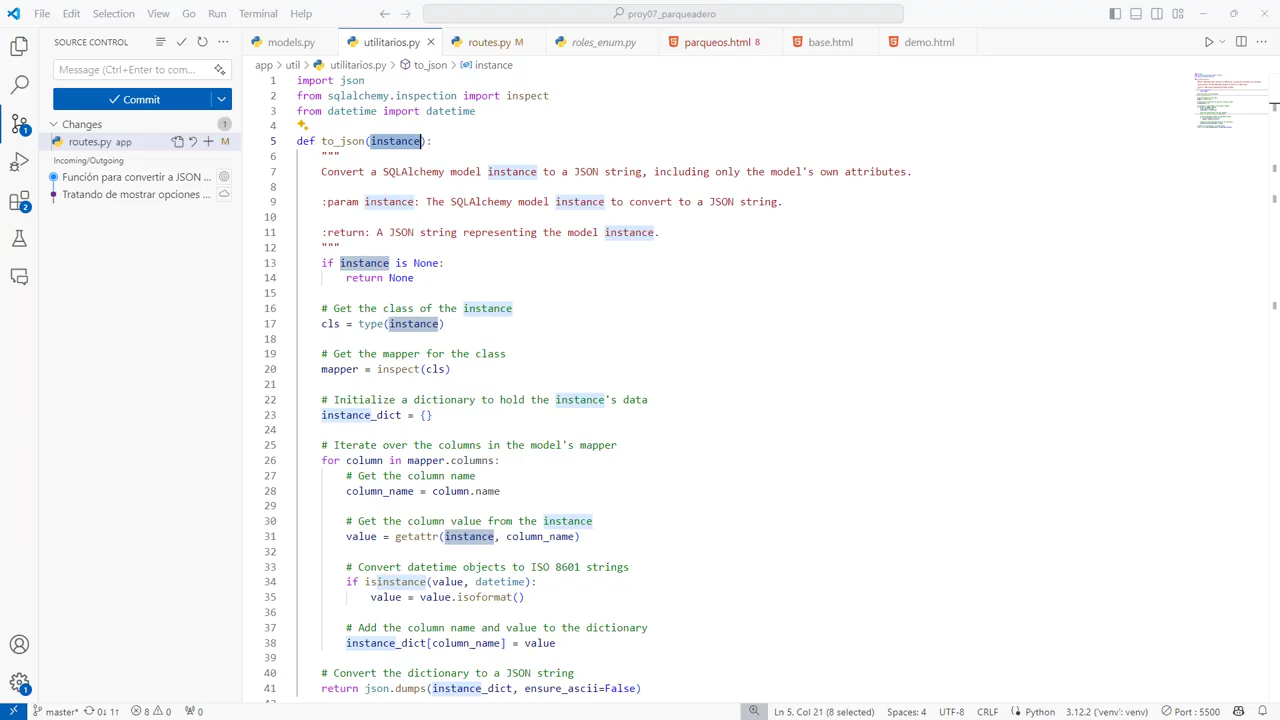 File Edit Selection View Go Run Terminal Help
proy07_parqueadero
SOURCE CONTROL
models.py
utilitarios.py
routes.py M
roles_enum.py
parqueos.html 8
base.html
demo.html
Message (Ctrl+Enter to com...
Commit
Changes 1
routes.py app M
Incoming/Outgoing
Función para convertir a JSON ...
Tratando de mostrar opciones ...
1
2
1
app > util > utilitarios.py > to_json > instance
1 import json
2 from sqlalchemy.inspection import inspect
3 from datetime import datetime
4
5 def to_json(instance):
6 """
7 Convert a SQLAlchemy model instance to a JSON string, including only the model's own attributes.
8
9 :param instance: The SQLAlchemy model instance to convert to a JSON string.
10
11 :return: A JSON string representing the model instance.
12 """
13 if instance is None:
14 return None
15
16 # Get the class of the instance
17 cls = type(instance)
18
19 # Get the mapper for the class
20 mapper = inspect(cls)
21
22 # Initialize a dictionary to hold the instance's data
23 instance_dict = {}
24
25 # Iterate over the columns in the model's mapper
26 for column in mapper.columns:
27 # Get the column name
28 column_name = column.name
29
30 # Get the column value from the instance
31 value = getattr(instance, column_name)
32
33 # Convert datetime objects to ISO 8601 strings
34 if isinstance(value, datetime):
35 value = value.isoformat()
36
37 # Add the column name and value to the dictionary
38 instance_dict[column_name] = value
39
40 # Convert the dictionary to a JSON string
41 return json.dumps(instance_dict, ensure_ascii=False)
master* 0↓ 1↑ 8 0 0 Ln 5, Col 21 (8 selected) Spaces: 4 UTF-8 CRLF Python 3.12.2 ('venv': venv) Port : 5500